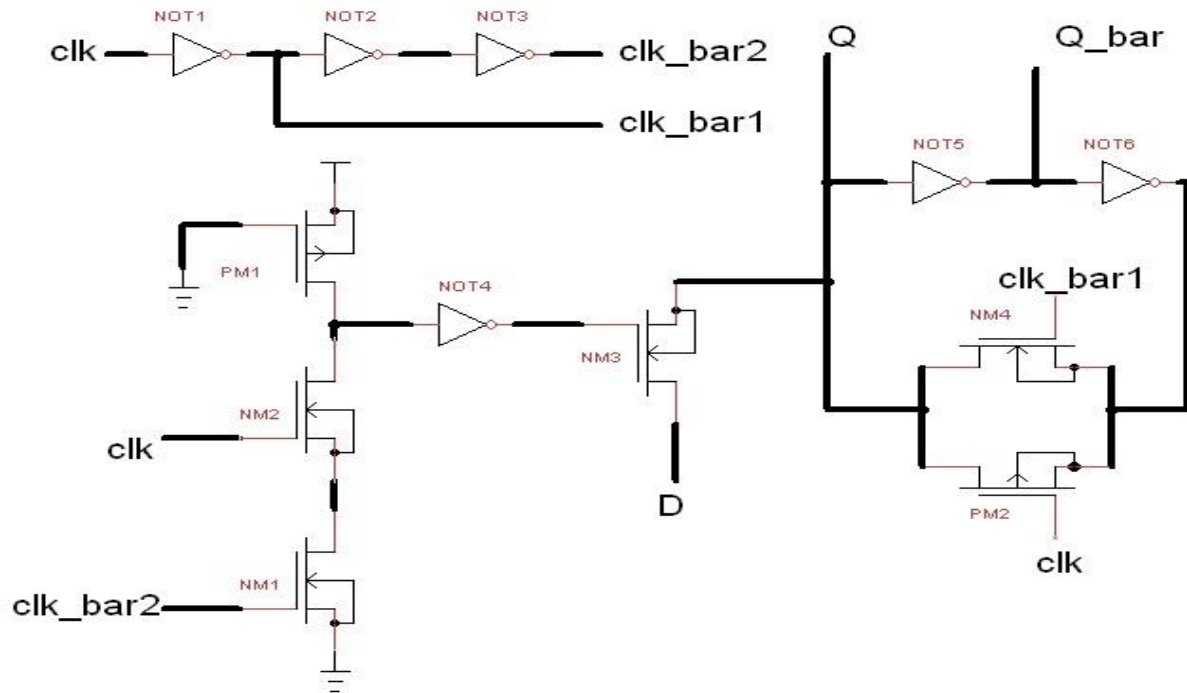 NOT1
NOT2
NOT3
clk
clk_bar2
clk_bar1
Q
Q_bar
NOT5
NOT6
PM1
NOT4
NM3
clk_bar1
NM4
NM2
clk
D
PM2
clk
NM1
clk_bar2